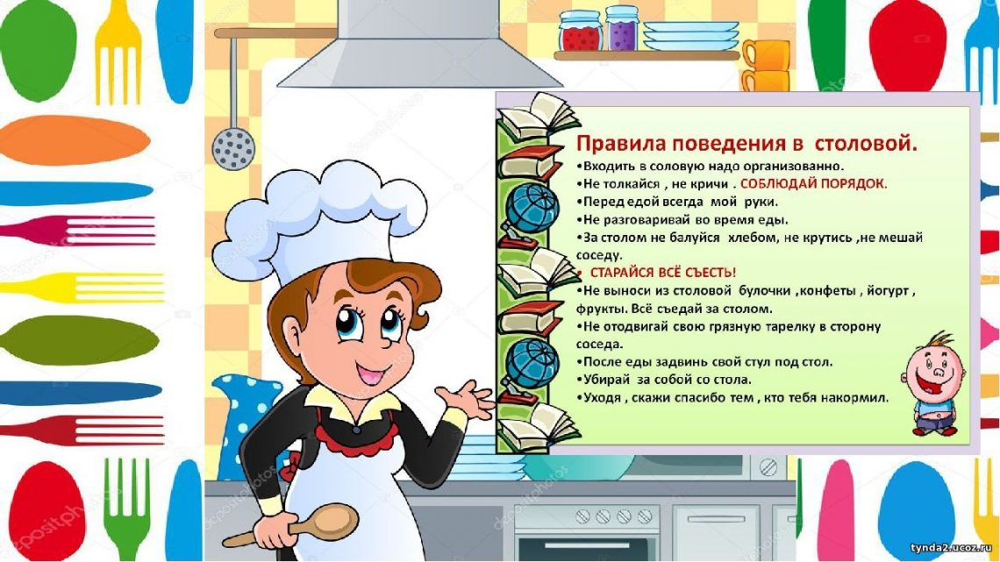 Правила поведения в столовой.
•Входить в соловую надо организованно.
•Не толкайся , не кричи . СОБЛЮДАЙ ПОРЯДОК.
•Перед едой всегда мой руки.
•Не разговаривай во время еды.
•За столом не балуйся хлебом, не крутись ,не мешай
соседу.
• СТАРАЙСЯ ВСЁ СЪЕСТЬ!
•Не выноси из столовой булочки ,конфеты , йогурт ,
фрукты. Всё съедай за столом.
•Не отодвигай свою грязную тарелку в сторону
соседа.
•После еды задвинь свой стул под стол.
•Убирай за собой со стола.
•Уходя , скажи спасибо тем , кто тебя накормил.
depositphotos
tynda2.ucoz.ru